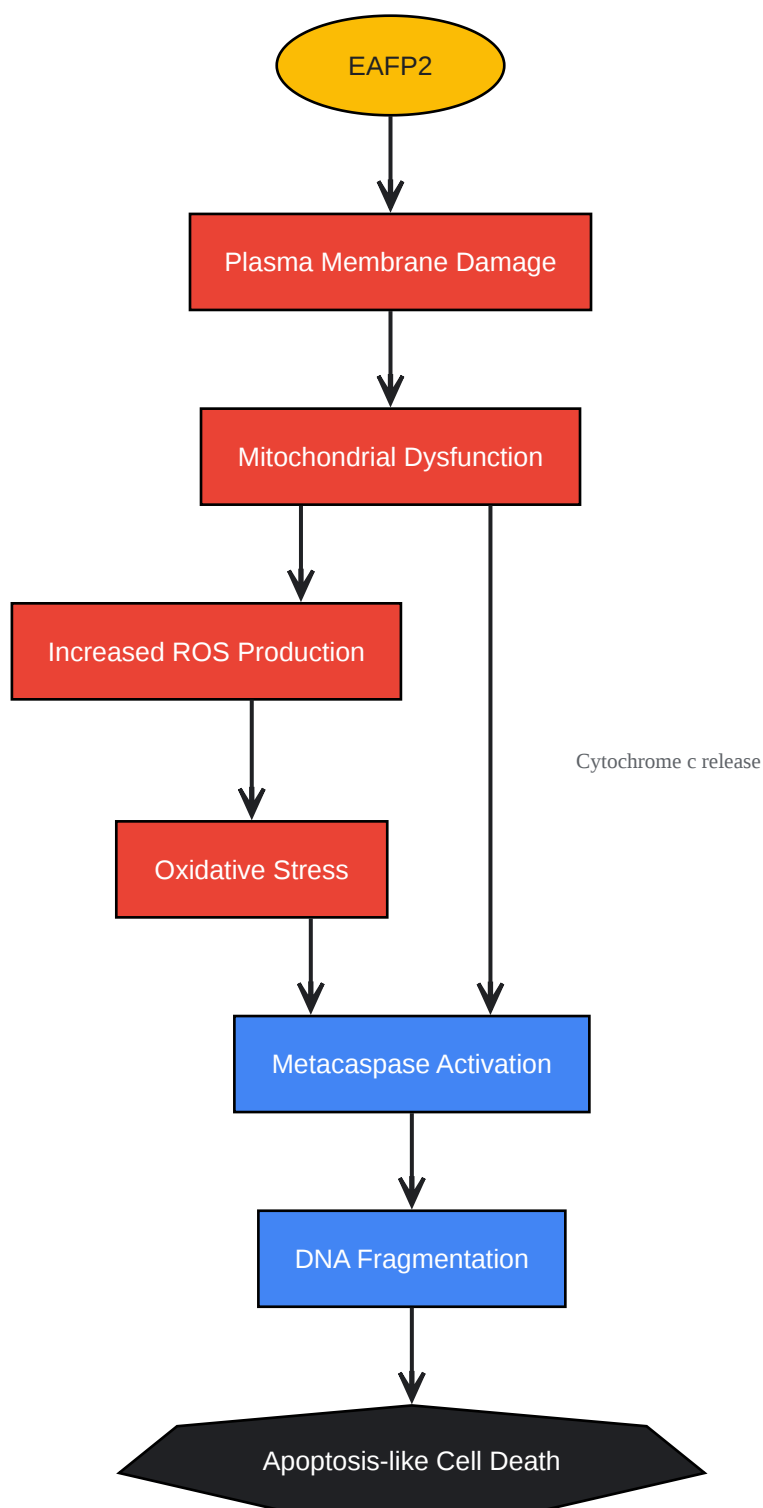 EAFP2
Plasma Membrane Damage
Mitochondrial Dysfunction
Increased ROS Production
Cytochrome c release
Oxidative Stress
Metacaspase Activation
DNA Fragmentation
Apoptosis-like Cell Death